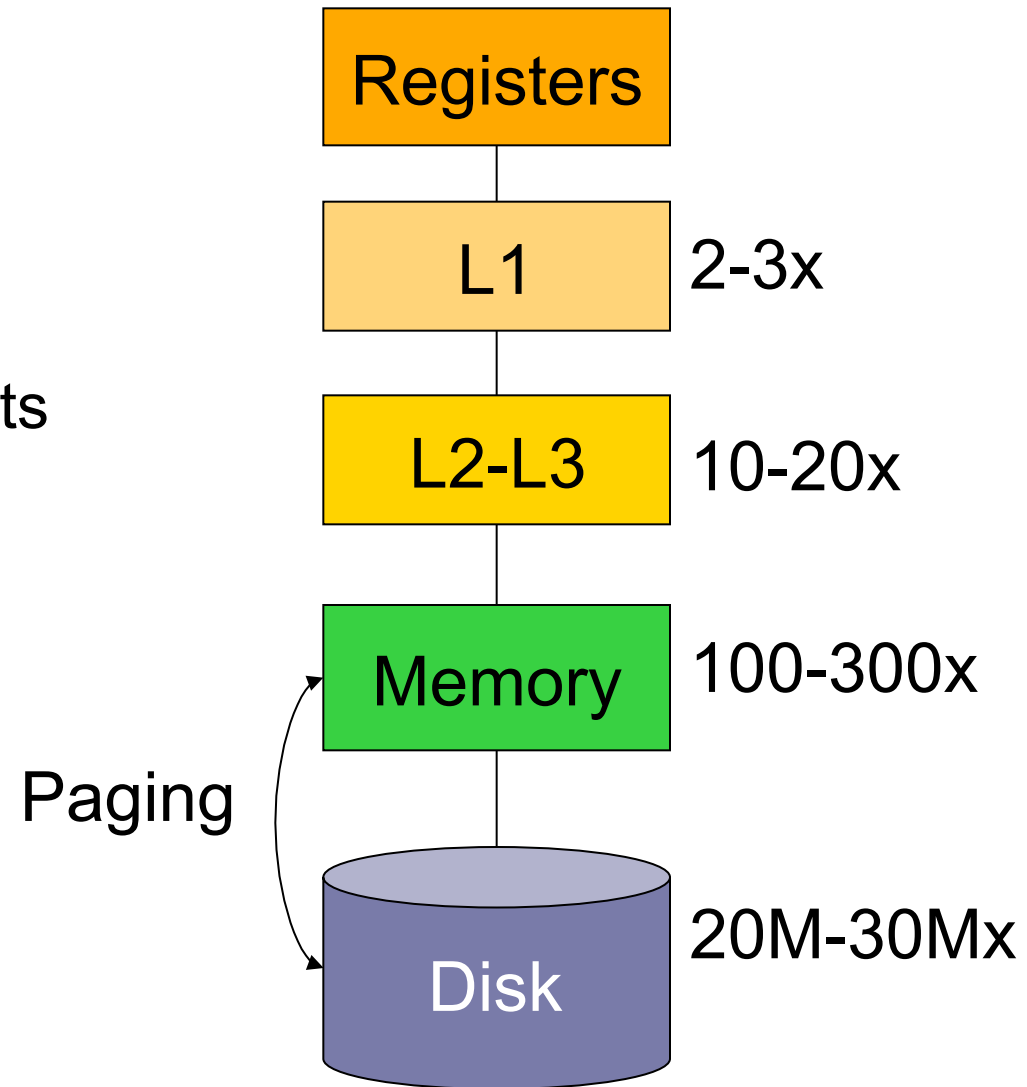 Registers
L1
2-3x
ts
L2-L3
10-20x
Memory
100-300x
Paging
Disk
20M-30Mx